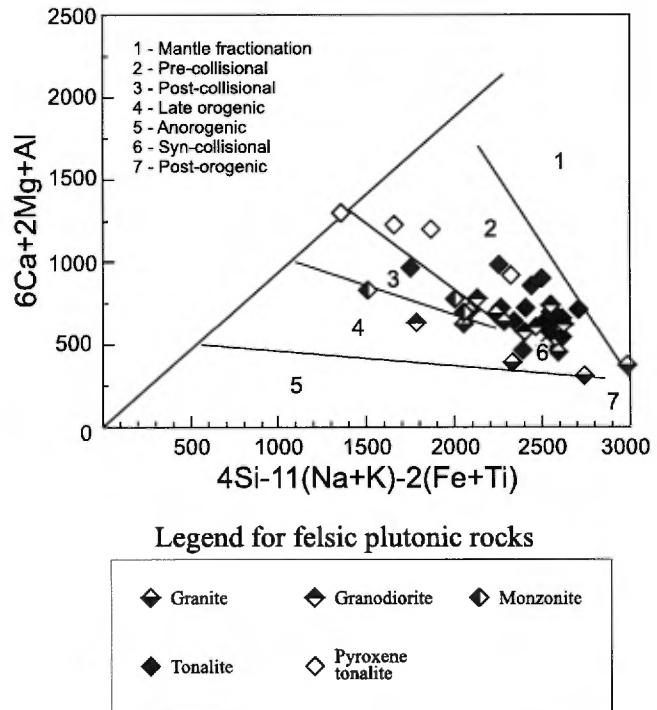 2500
2000
1500
1000
500
0
6Ca+2Mg+Al
1 - Mantle fractionation
2 - Pre-collisional
3 - Post-collisional
4 - Late orogenic
5 - Anorogenic
6 - Syn-collisional
7 - Post-orogenic
1
2
3
4
5
6
7
500 1000 1500 2000 2500 3000
4Si-11(Na+K)-2(Fe+Ti)
Legend for felsic plutonic rocks
Granite Granodiorite Monzonite
Tonalite Pyroxene
tonalite